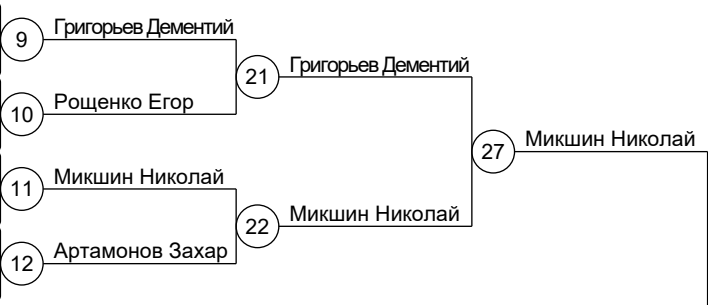 9
Григорьев Дементий
21
Григорьев Дементий
10
Рощенко Егор
27
Микшин Николай
11
Микшин Николай
22
Микшин Николай
12
Артамонов Захар